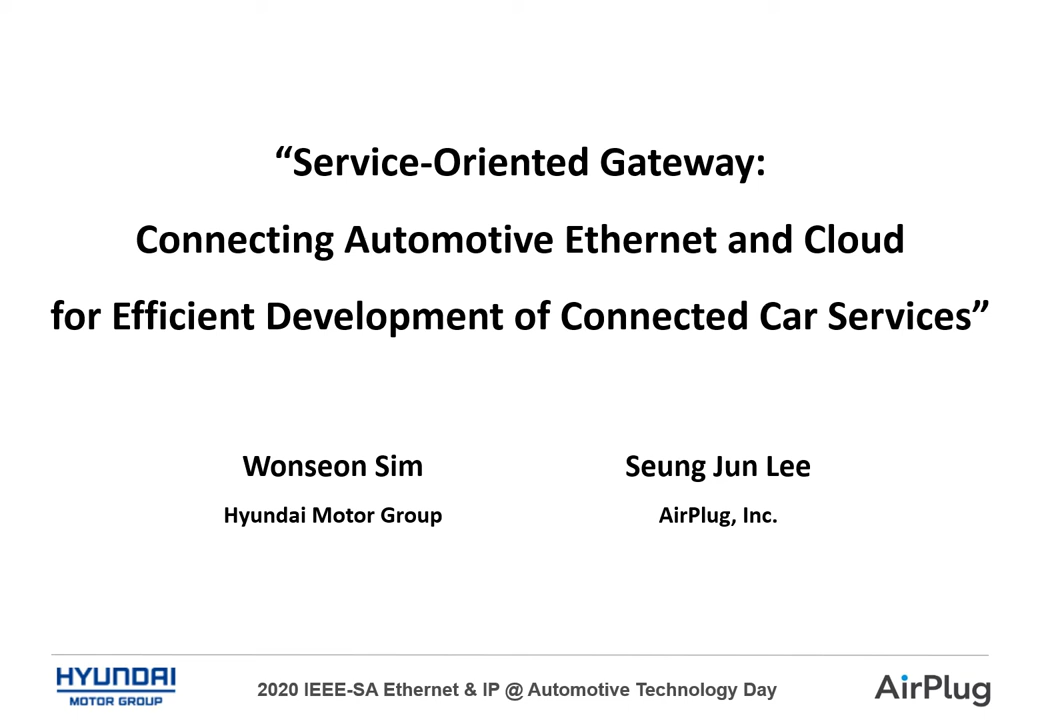 “Service-Oriented Gateway:
Connecting Automotive Ethernet and Cloud
for Efficient Development of Connected Car Services”
Wonseon Sim
Seung Jun Lee
Hyundai Motor Group
AirPlug, Inc.
HYUNDAI
MOTOR GROUP
2020 IEEE-SA Ethernet & IP @ Automotive Technology Day
AirPlug